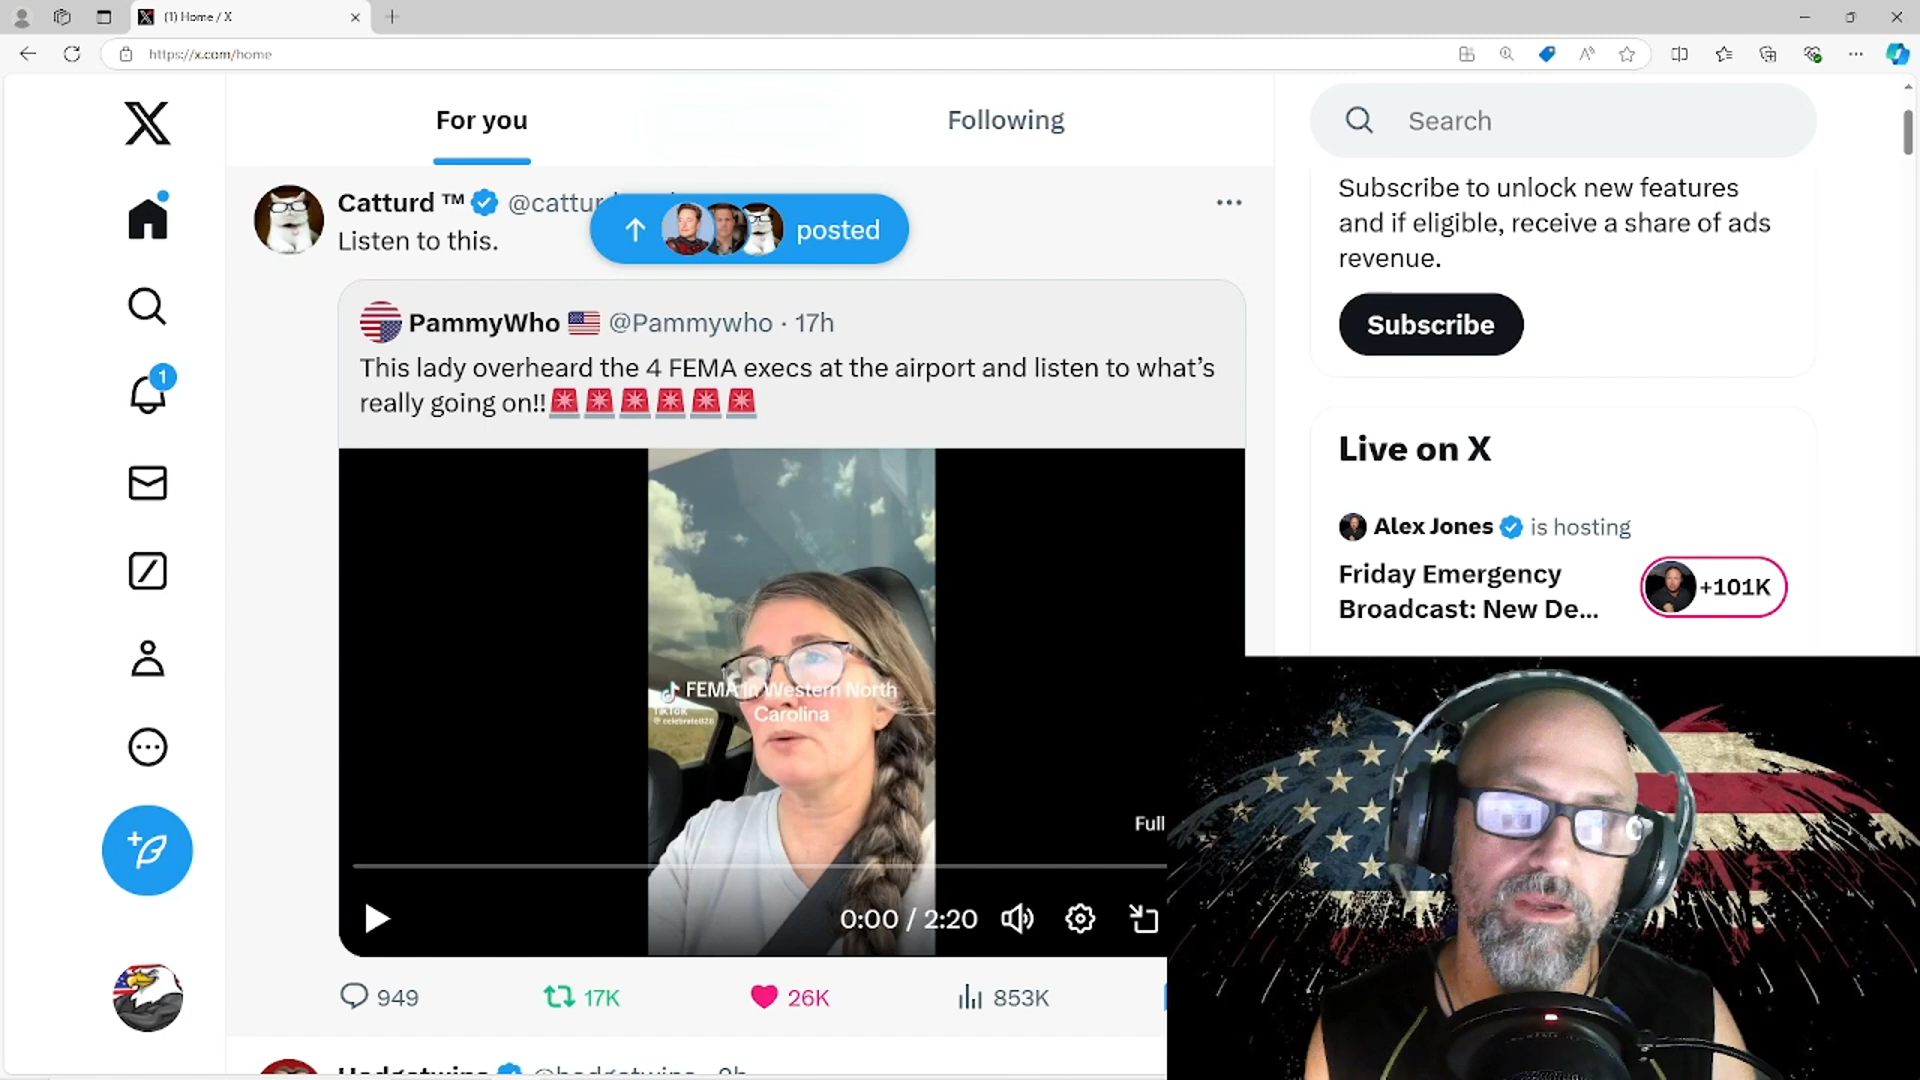 (1) Home / X
https://x.com/home
For you
Following
Search
Catturd ™ @cattur
posted
Listen to this.
PammyWho @Pammywho · 17h
This lady overheard the 4 FEMA execs at the airport and listen to what's
really going on!!
FEMA in Western North
Carolina
TikTok
@celebrate828
Full
0:00 / 2:20
949
17K
26K
853K
1
Subscribe to unlock new features
and if eligible, receive a share of ads
revenue.
Subscribe
Live on X
Alex Jones is hosting
Friday Emergency
Broadcast: New De...
+101K